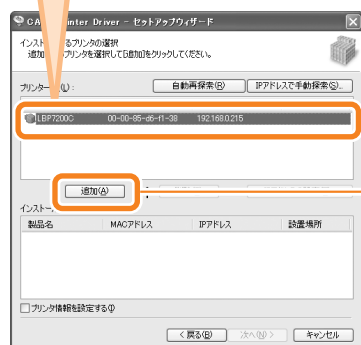 CA inter Driver - セットアップウィザード
インスト るプリンタの選択
追加 プリンタを選択して[追加]をクリックしてください。
プリンター (L): 自動再探索(R) IPアドレスで手動探索(S)...
LBP7200C 00-00-85-d6-f1-38 192.168.0.215
追加(A)
インストー
製品名 MACアドレス IPアドレス 設置場所
プリンタ情報を設定する(I)
< 戻る(B) 次へ(N) > キャンセル